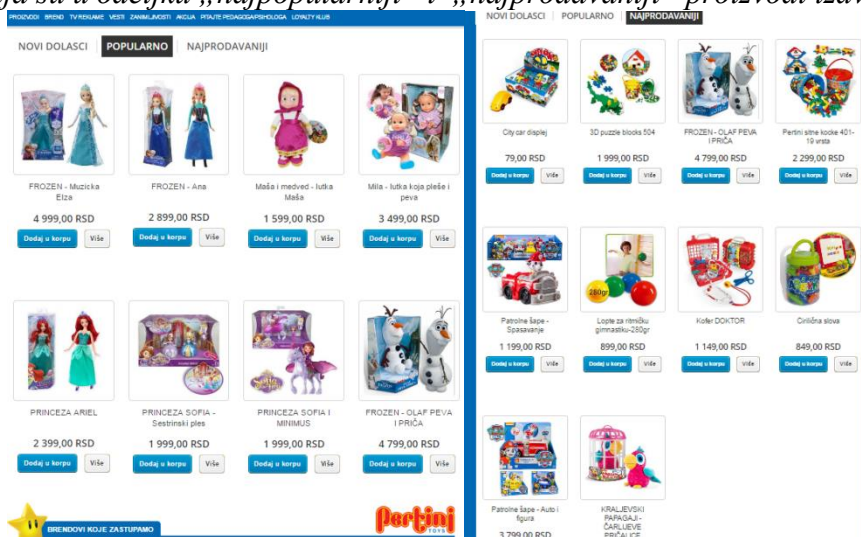 ja su u odeljku „najpopularniji" i „najprodavaniji" proizvodi izdv
PROIZVODI BREND TV REKLAME VESTI ZANIMLJIVOSTI AKCIJA PITAJTE PEDAGOGA/PSIHOLOGA LOYALTY KLUB
NOVI DOLASCI POPULARNO NAJPRODAVANIJI
FROZEN - Muzicka
Elza
4 999,00 RSD
Dodaj u korpu Više
FROZEN - Ana
2 899,00 RSD
Dodaj u korpu Više
Maša i medved - lutka
Maša
1 599,00 RSD
Dodaj u korpu Više
Mila - lutka koja pleše i
peva
3 499,00 RSD
Dodaj u korpu Više
PRINCEZA ARIEL
2 399,00 RSD
Dodaj u korpu Više
PRINCEZA SOFIA -
Sestrinski ples
1 999,00 RSD
Dodaj u korpu Više
PRINCEZA SOFIA I
MINIMUS
1 999,00 RSD
Dodaj u korpu Više
FROZEN - OLAF PEVA
I PRIČA
4 799,00 RSD
Dodaj u korpu Više
BRENDOVI KOJE ZASTUPAMO
Pertini
TOYS
NOVI DOLASCI POPULARNO NAJPRODAVANIJI
City car displej
79,00 RSD
Dodaj u korpu Više
3D puzzle blocks 504
1 999,00 RSD
Dodaj u korpu Više
FROZEN - OLAF PEVA
I PRIČA
4 799,00 RSD
Dodaj u korpu Više
Pertini sitne kocke 401-
19 vrsta
2 299,00 RSD
Dodaj u korpu Više
Patrolne šape -
Spasavanje
1 199,00 RSD
Dodaj u korpu Više
280gr
Lopte za ritmičku
gimnastiku-280gr
899,00 RSD
Dodaj u korpu Više
Kofer DOKTOR
1 149,00 RSD
Dodaj u korpu Više
Ćirilična slova
849,00 RSD
Dodaj u korpu Više
Patrolne šape - Auto i
figura
3 799,00 RSD
KRALJEVSKI
PAPAGAJI -
ČARLIJEVE
PRIČALICE